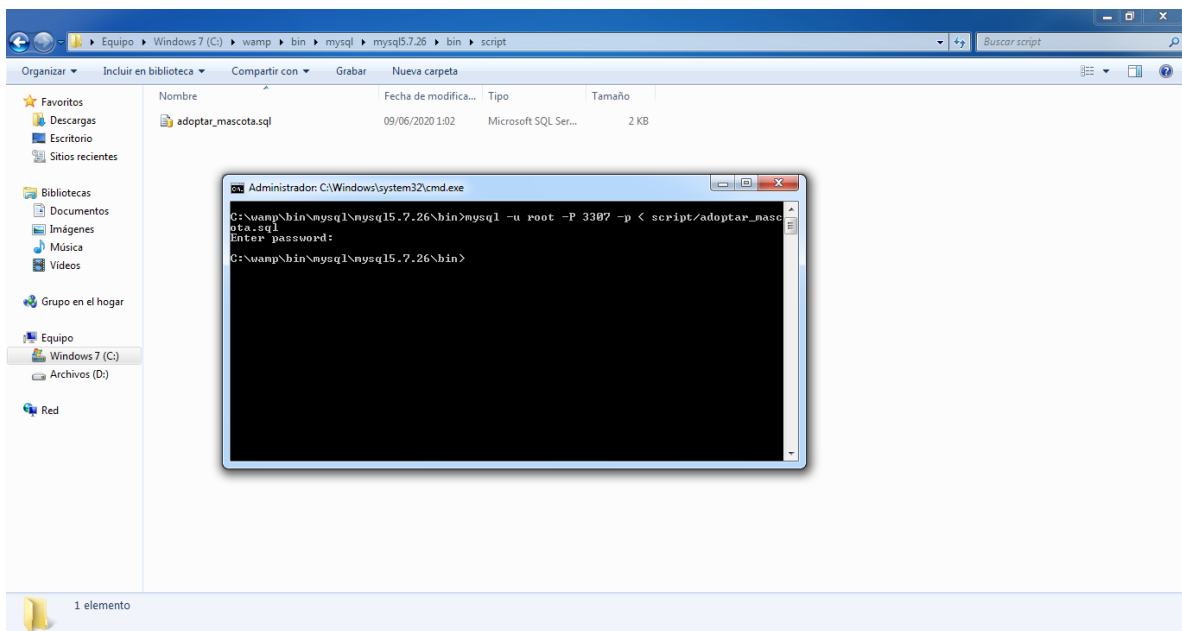 Equipo Windows 7 (C:) wamp bin mysql mysql5.7.26 bin script
Buscar script
Organizar Incluir en biblioteca Compartir con Grabar Nueva carpeta
Favoritos
Descargas
Escritorio
Sitios recientes
Bibliotecas
Documentos
Imágenes
Música
Vídeos
Grupo en el hogar
Equipo
Windows 7 (C:)
Archivos (D:)
Red
Nombre Fecha de modifica... Tipo Tamaño
adoptar_mascota.sql 09/06/2020 1:02 Microsoft SQL Ser... 2 KB
Administrador: C:\Windows\system32\cmd.exe
C:\wamp\bin\mysql\mysql5.7.26\bin>mysql -u root -P 3307 -p < script/adoptar_masc
ota.sql
Enter password:
C:\wamp\bin\mysql\mysql5.7.26\bin>
1 elemento